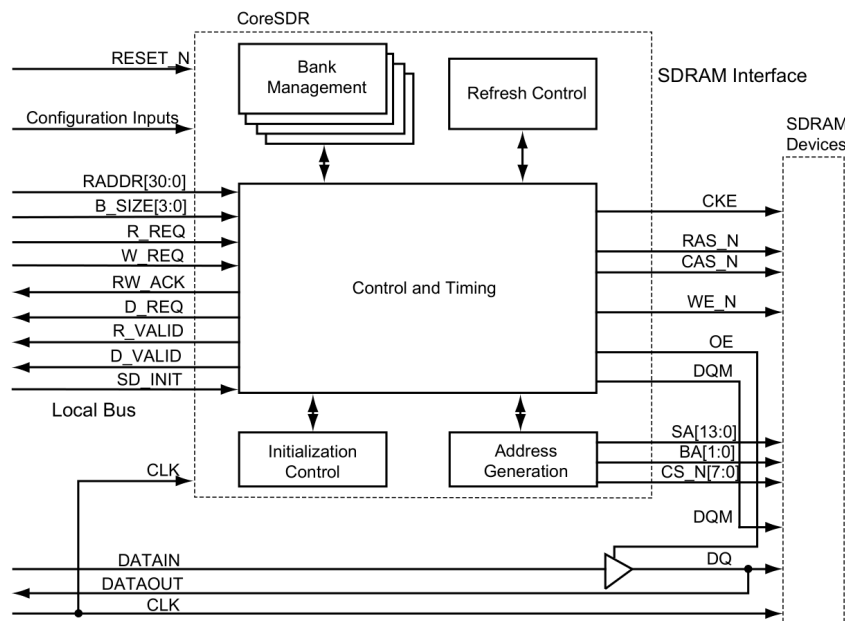 CoreSDR
RESET_N
Bank
Management
Refresh Control
SDRAM Interface
Configuration Inputs
SDRAM
Devices
RADDR[30:0]
B_SIZE[3:0]
R_REQ
W_REQ
RW_ACK
D_REQ
R_VALID
D_VALID
SD_INIT
Local Bus
Control and Timing
CKE
RAS_N
CAS_N
WE_N
OE
DQM
Initialization
Control
Address
Generation
SA[13:0]
BA[1:0]
CS_N[7:0]
CLK
DQM
DATAIN
DQ
DATAOUT
CLK